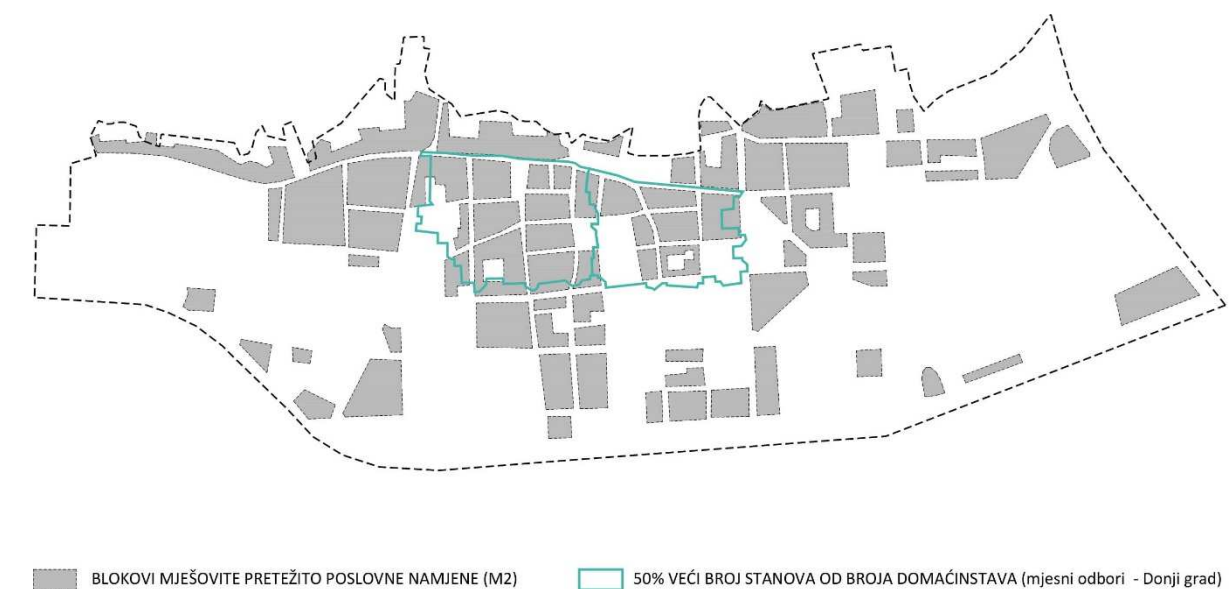 BLOKOVI MJEŠOVITE PRETEŽITO POSLOVNE NAMJENE (M2)
50% VEĆI BROJ STANOVA OD BROJA DOMAĆINSTAVA (mjesni odbori - Donji grad)